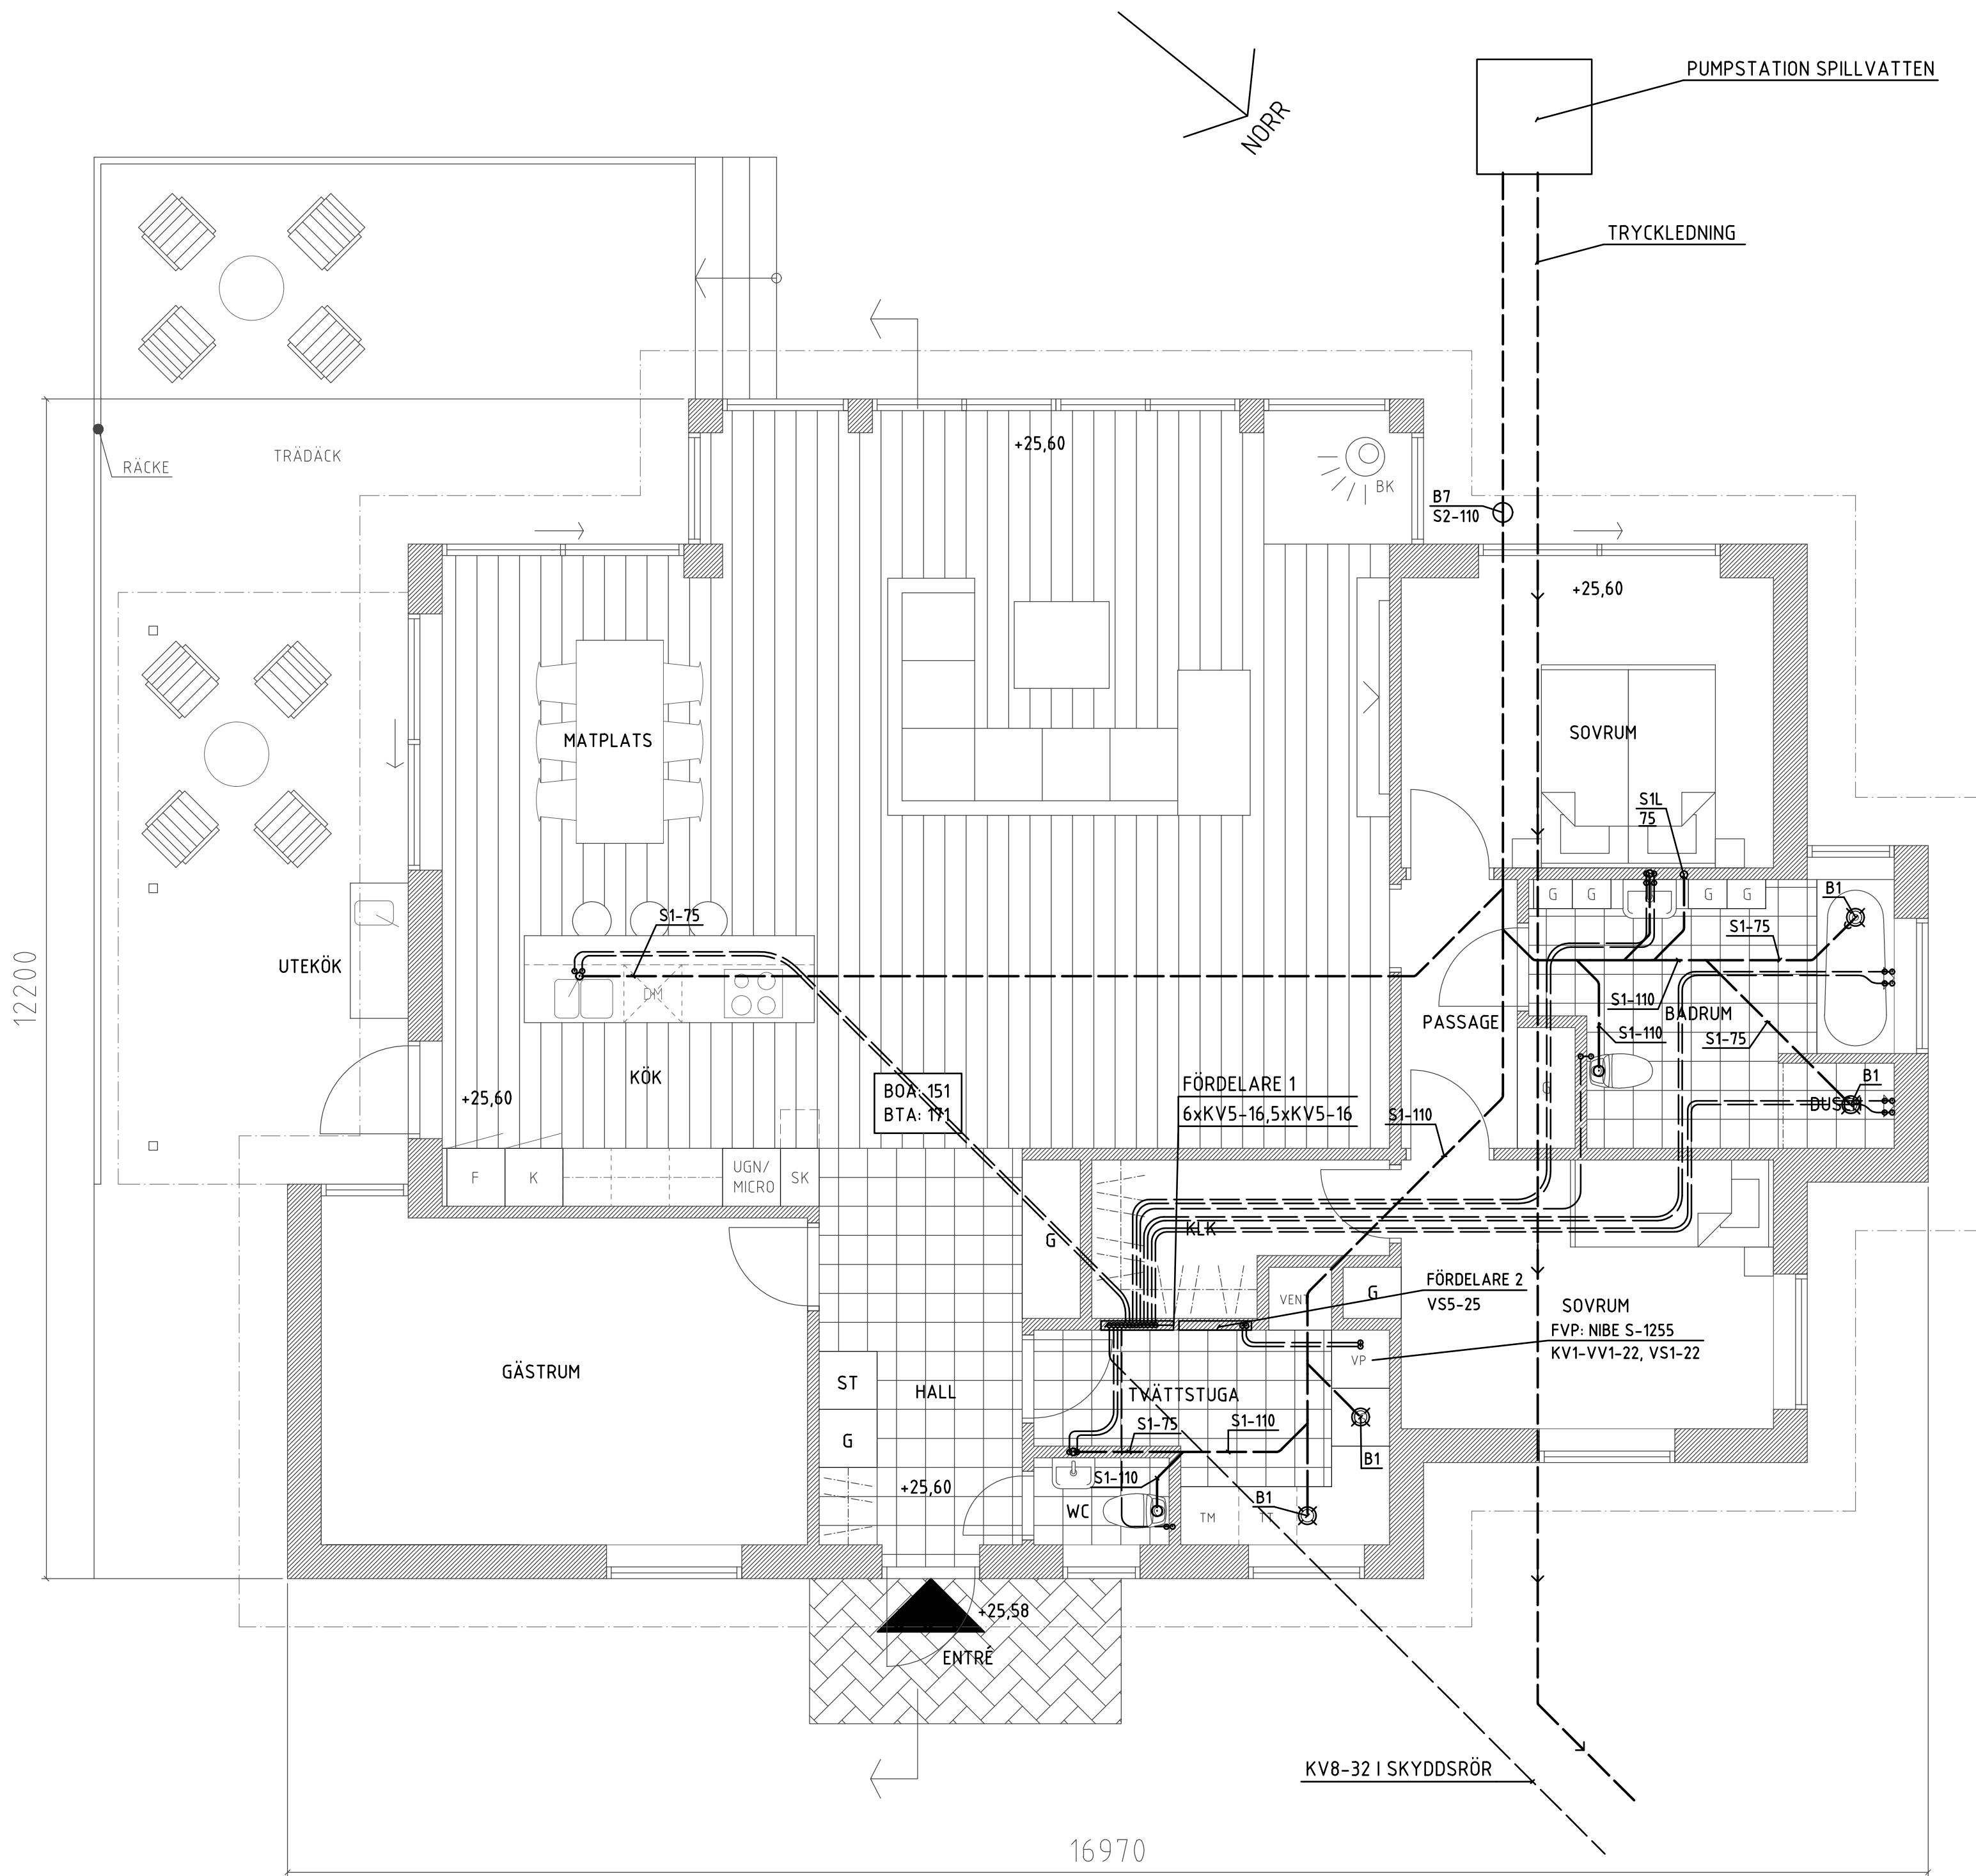 PUMPSTATION SPILLVATTEN
NORR
TRYCKLEDNING
+25,60
TRÄDÄCK
RÄCKE
BK
B7
S2-110
+25,60
MATPLATS
SOVRUM
S1L
75
G
G
G
G
B1
S1-75
S1-75
UTEKÖK
DM
S1-110
BADRUM
PASSAGE
S1-110
S1-75
KÖK
B1
G
DUSCH
+25,60
BOA: 151
BTA: 171
FÖRDELARE 1
6xKV5-16,5xKV5-16
S1-110
12200
F
K
UGN/
MICRO
SK
G
KLK
FÖRDELARE 2
VS5-25
VENT
G
SOVRUM
FVP: NIBE S-1255
KV1-VV1-22, VS1-22
VP
GÄSTRUM
ST
HALL
TVÄTTSTUGA
S1-75
S1-110
G
B1
S1-110
+25,60
B1
WC
TM
TT
+25,58
ENTRÉ
KV8-32 I SKYDDSRÖR
16970